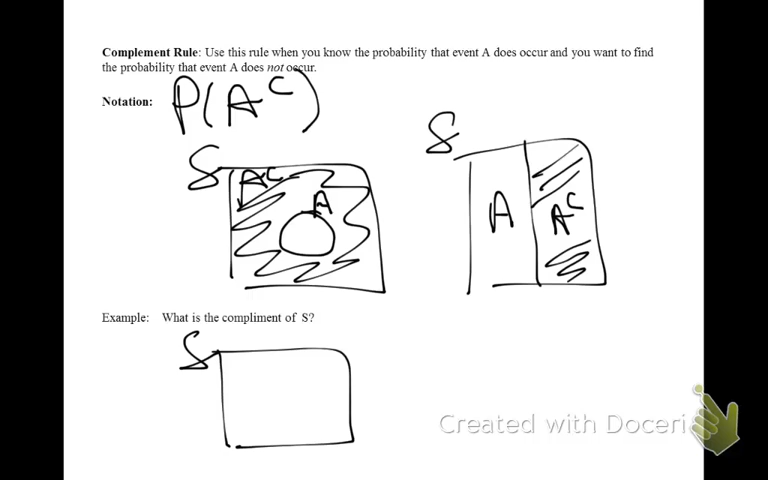 Complement Rule: Use this rule when you know the probability that event A does occur and you want to find
the probability that event A does not occur.
Notation: P(A^C)
S
S
A^C
A
A
A^C
Example: What is the compliment of S?
S
Created with Doceri